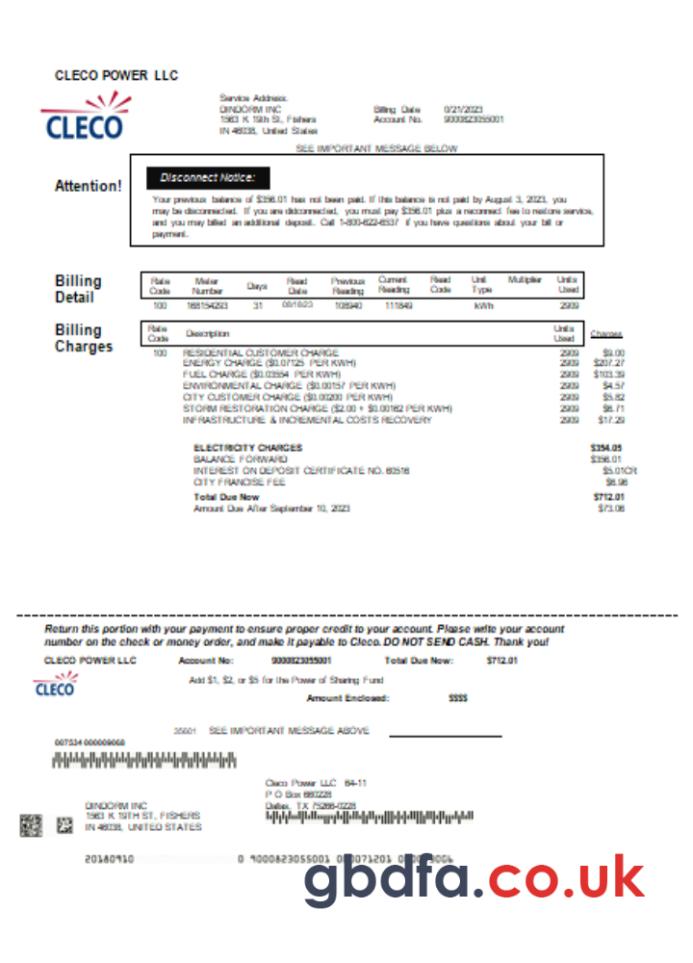 CLECO POWER LLC
CLECO
Service Address.
DINDORM INC
1563 K 19th St, Fishers
IN 46038, United States
Billing Date 0/21/2023
Account No. 9000823055001
SEE IMPORTANT MESSAGE BELOW
Attention!
Disconnect Notice:
Your previous balance of $356.01 has not been paid. If this balance is not paid by August 3, 2023, you
may be disconnected. If you are didconnected, you must pay $356.01 plus a reconnect fee to restore service,
and you may billed an additional deposit. Call 1-800-622-6537 if you have questions about your bill or
payment.
Billing
Detail
Rate Code Meter Number Days Read Date Previous Reading Current Reading Read Code Unit Type Multiplier Units Used
100 168154293 31 08/18/23 108940 111849 kWh 2909
Billing
Charges
Rate Code Description Units Used Charges
100 RESIDENTIAL CUSTOMER CHARGE 2909 $9.00
ENERGY CHARGE ($0.07125 PER KWH) 2909 $207.27
FUEL CHARGE ($0.03554 PER KWH) 2909 $103.39
ENVIRONMENTAL CHARGE ($0.00157 PER KWH) 2909 $4.57
CITY CUSTOMER CHARGE ($0.00200 PER KWH) 2909 $5.82
STORM RESTORATION CHARGE ($2.00 + $0.00162 PER KWH) 2909 $6.71
INFRASTRUCTURE & INCREMENTAL COSTS RECOVERY 2909 $17.29
ELECTRICITY CHARGES $354.05
BALANCE FORWARD $356.01
INTEREST ON DEPOSIT CERTIFICATE NO. 60516 $5.01CR
CITY FRANCISE FEE $6.96
Total Due Now $712.01
Amount Due After September 10, 2023 $73.06
Return this portion with your payment to ensure proper credit to your account. Please write your account
number on the check or money order, and make it payable to Cleco. DO NOT SEND CASH. Thank you!
CLECO POWER LLC Account No: 9000823055001 Total Due Now: $712.01
CLECO
Add $1, $2, or $5 for the Power of Sharing Fund
Amount Enclosed: $$$$
35601 SEE IMPORTANT MESSAGE ABOVE
007534 000009068
Cleco Power LLC 64-11
P O Box 660228
Dallas, TX 75266-0228
DINDORM INC
1563 K 19TH ST, FISHERS
IN 46038, UNITED STATES
20180910 0 9000823055001
gbdfa.co.uk